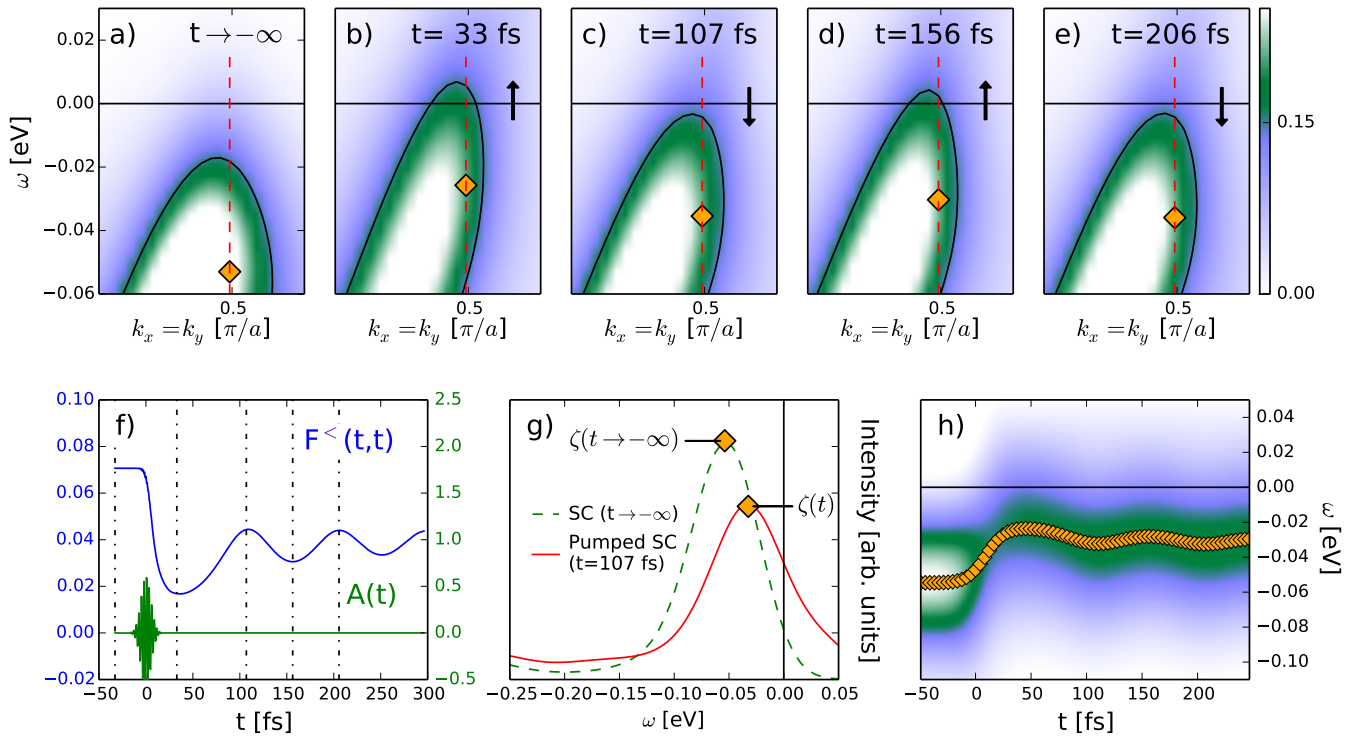 a)
t → −∞
b)
t= 33 fs
c)
t=107 fs
d)
t=156 fs
e)
t=206 fs
0.02
0.00
−0.02
−0.04
−0.06
ω [eV]
0.5
0.5
0.5
0.5
0.5
k_x = k_y [π/a]
k_x = k_y [π/a]
k_x = k_y [π/a]
k_x = k_y [π/a]
k_x = k_y [π/a]
0.15
0.00
f)
F^<(t,t)
A(t)
0.10
0.08
0.06
0.04
0.02
0.00
−0.02
2.5
2.0
1.5
1.0
0.5
0.0
−0.5
−50 0 50 100 150 200 250 300
t [fs]
g)
ζ(t → −∞)
ζ(t)
SC (t → −∞)
Pumped SC
(t=107 fs)
−0.25 −0.20 −0.15 −0.10 −0.05 0.00 0.05
ω [eV]
Intensity [arb. units]
h)
0.04
0.02
0.00
−0.02
−0.04
−0.06
−0.08
−0.10
ω [eV]
−50 0 50 100 150 200
t [fs]